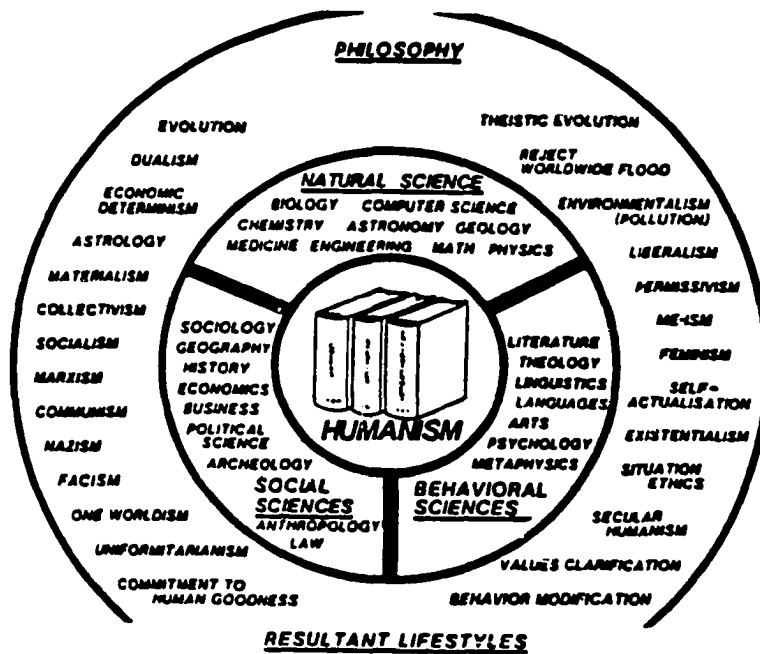 PHILOSOPHY
EVOLUTION
DUALISM
ECONOMIC
DETERMINISM
ASTROLOGY
MATERIALISM
COLLECTIVISM
SOCIALISM
MARXISM
COMMUNISM
NAZISM
FACISM
ONE WORLDISM
UNIFORMITARIANISM
COMMITMENT TO
HUMAN GOODNESS
NATURAL SCIENCE
BIOLOGY COMPUTER SCIENCE
CHEMISTRY ASTRONOMY GEOLOGY
MEDICINE ENGINEERING MATH PHYSICS
SOCIOLOGY
GEOGRAPHY
HISTORY
ECONOMICS
BUSINESS
POLITICAL
SCIENCE
ARCHEOLOGY
SOCIAL
SCIENCES
ANTHROPOLOGY
LAW
HUMANISM
LITERATURE
THEOLOGY
LINGUISTICS
LANGUAGES
ARTS
PSYCHOLOGY
METAPHYSICS
BEHAVIORAL
SCIENCES
THEISTIC EVOLUTION
REJECT
WORLDWIDE FLOOD
ENVIRONMENTALISM
(POLLUTION)
LIBERALISM
PERMISSIVISM
ME-ISM
FEMINISM
SELF-
ACTUALISATION
EXISTENTIALISM
SITUATION
ETHICS
SECULAR
HUMANISM
VALUES CLARIFICATION
BEHAVIOR MODIFICATION
RESULTANT LIFESTYLES